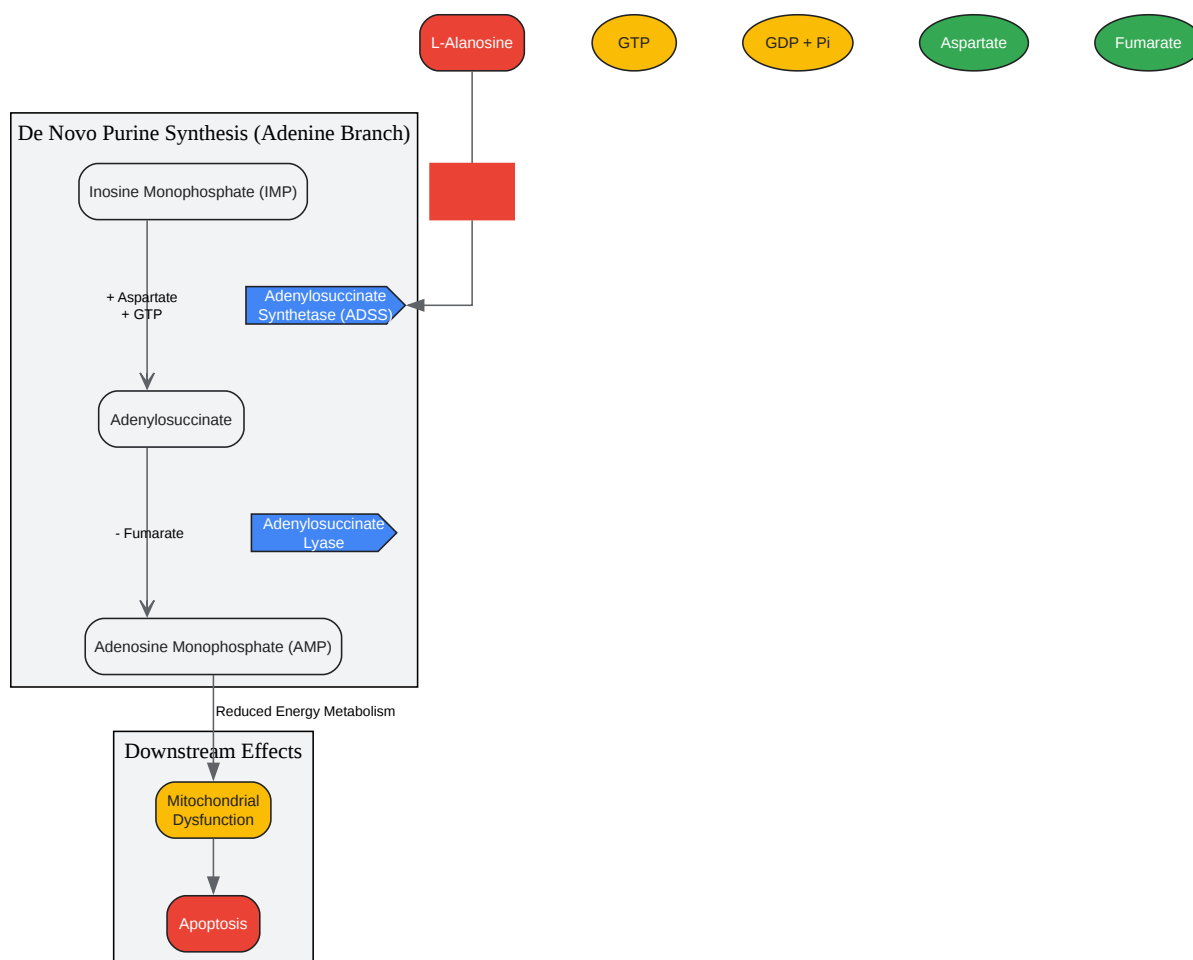 L-Alanosine
GTP
GDP + Pi
Aspartate
Fumarate
De Novo Purine Synthesis (Adenine Branch)
Inosine Monophosphate (IMP)
+ Aspartate
+ GTP
Adenylosuccinate
Synthetase (ADSS)
Adenylosuccinate
- Fumarate
Adenylosuccinate
Lyase
Adenosine Monophosphate (AMP)
Reduced Energy Metabolism
Downstream Effects
Mitochondrial
Dysfunction
Apoptosis